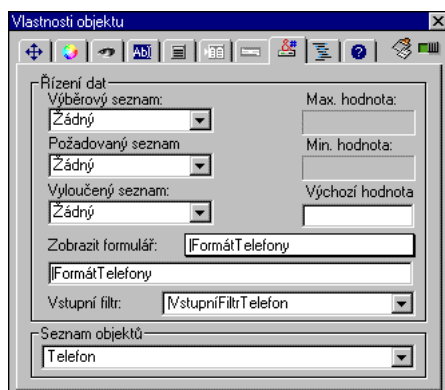 Vlastnosti objektu
Ab
&#
?
Řízení dat
Výběrový seznam: Max. hodnota:
Žádný
Požadovaný seznam Min. hodnota:
Žádný
Vyloučený seznam: Výchozí hodnota
Žádný
Zobrazit formulář: |FormátTelefony
|FormátTelefony
Vstupní filtr: |VstupníFiltrTelefon
Seznam objektů
Telefon